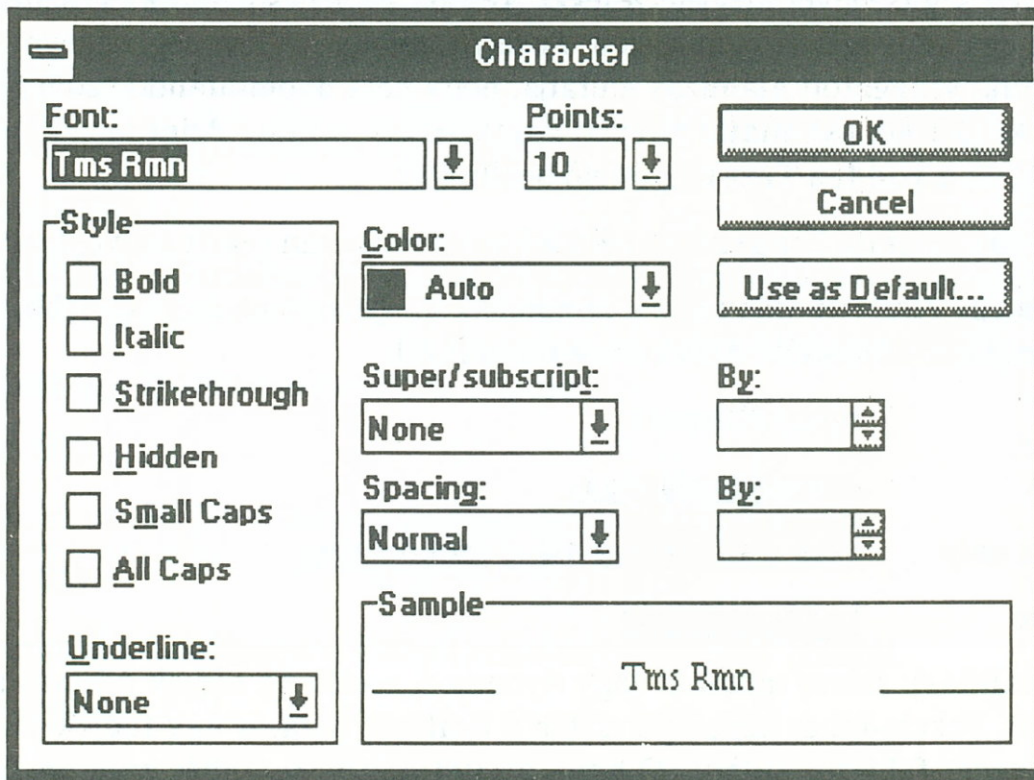 Character
Font:
Tms Rmn
Points:
10
OK
Cancel
Use as Default...
Style
Bold
Italic
Strikethrough
Hidden
Small Caps
All Caps
Underline:
None
Color:
Auto
Super/subscript:
None
By:
Spacing:
Normal
By:
Sample
Tms Rmn